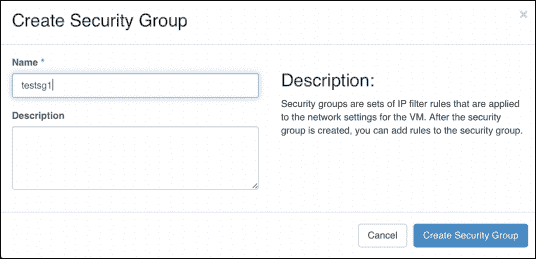 Create Security Group
×
Name *
testsg1
Description
Description:
Security groups are sets of IP filter rules that are applied
to the network settings for the VM. After the security
group is created, you can add rules to the security group.
Cancel
Create Security Group